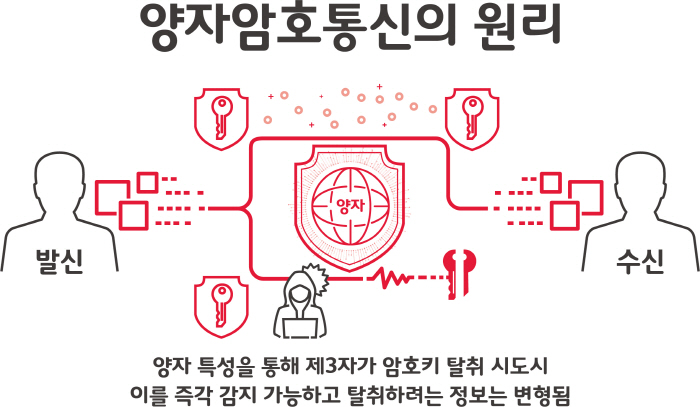 양자암호통신의 원리
양자
발신
수신
양자 특성을 통해 제3자가 암호키 탈취 시도시
이를 즉각 감지 가능하고 탈취하려는 정보는 변형됨